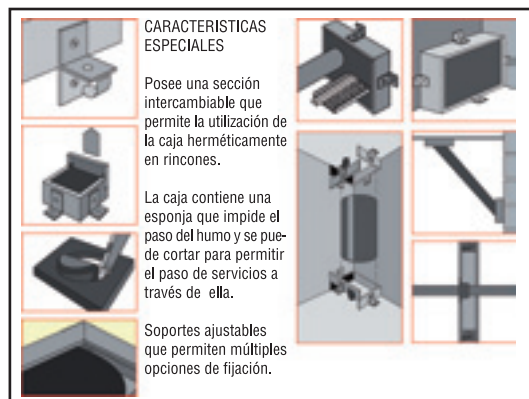 CARACTERISTICAS
ESPECIALES
Posee una sección
intercambiable que
permite la utilización de
la caja herméticamente
en rincones.
La caja contiene una
esponja que impide el
paso del humo y se pue-
de cortar para permitir
el paso de servicios a
través de ella.
Soportes ajustables
que permiten múltiples
opciones de fijación.